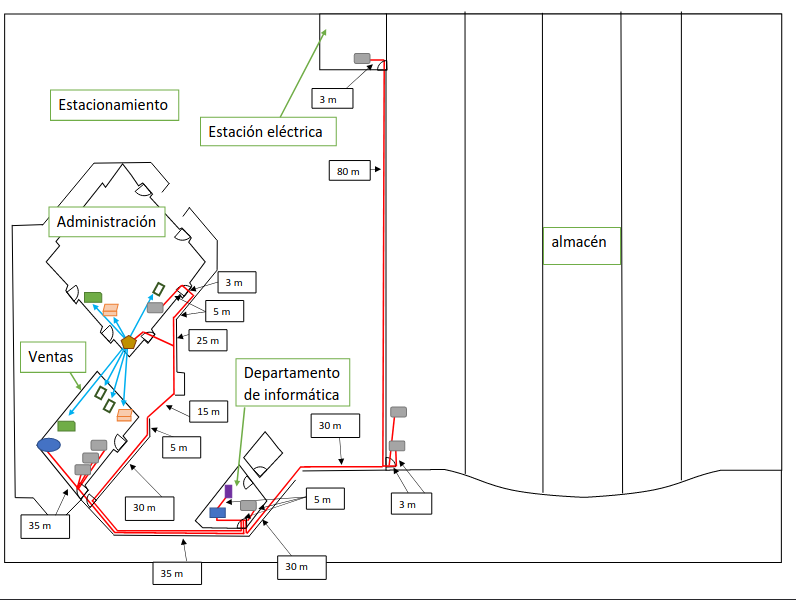 3 m
Estacionamiento
Estación eléctrica
80 m
Administración
almacén
3 m
5 m
25 m
Ventas
Departamento
de informática
15 m
30 m
5 m
30 m
5 m
3 m
35 m
30 m
35 m